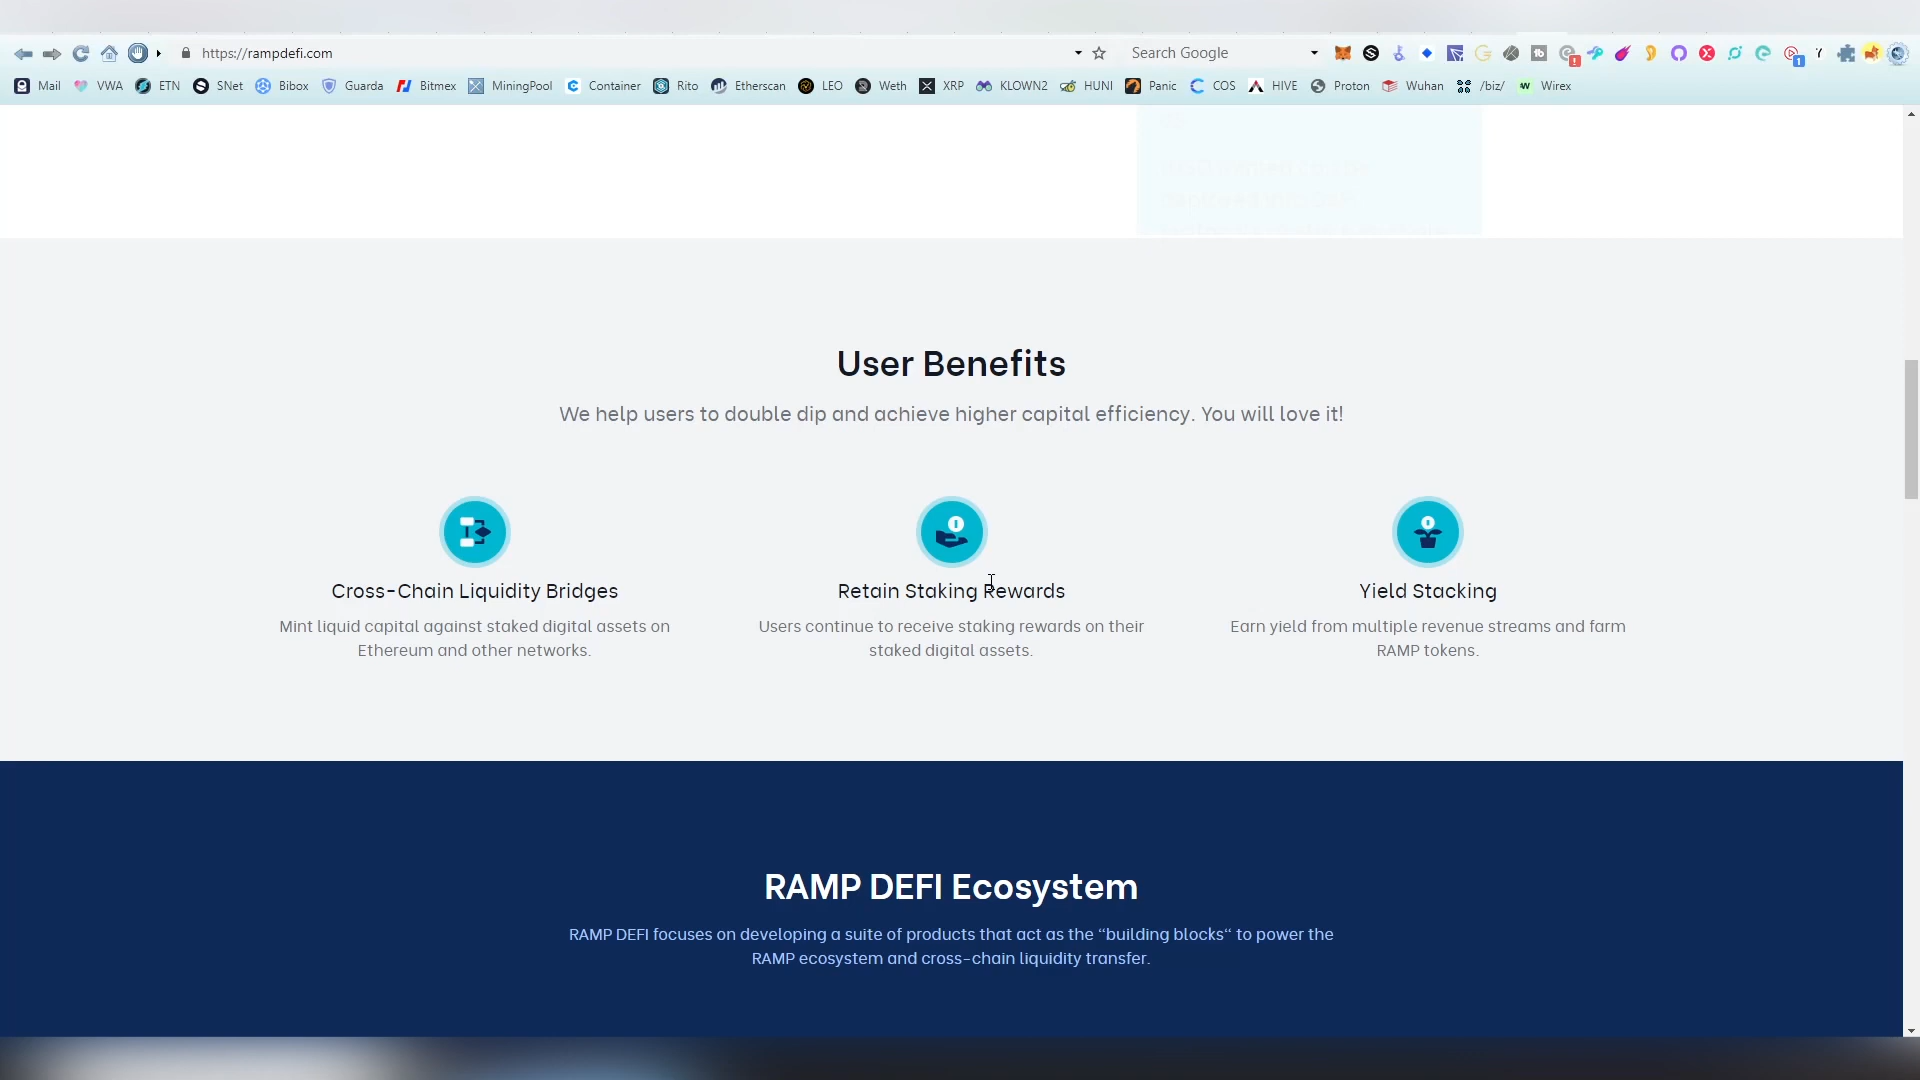 https://rampdefi.com
Search Google
Mail VWA ETN SNet Bibox Guarda Bitmex MiningPool Container Rito Etherscan LEO Weth XRP KLOWN2 HUNI Panic COS HIVE Proton Wuhan /biz/ Wirex
User Benefits
We help users to double dip and achieve higher capital efficiency. You will love it!
Cross-Chain Liquidity Bridges
Mint liquid capital against staked digital assets on
Ethereum and other networks.
Retain Staking Rewards
Users continue to receive staking rewards on their
staked digital assets.
Yield Stacking
Earn yield from multiple revenue streams and farm
RAMP tokens.
RAMP DEFI Ecosystem
RAMP DEFI focuses on developing a suite of products that act as the “building blocks“ to power the
RAMP ecosystem and cross-chain liquidity transfer.